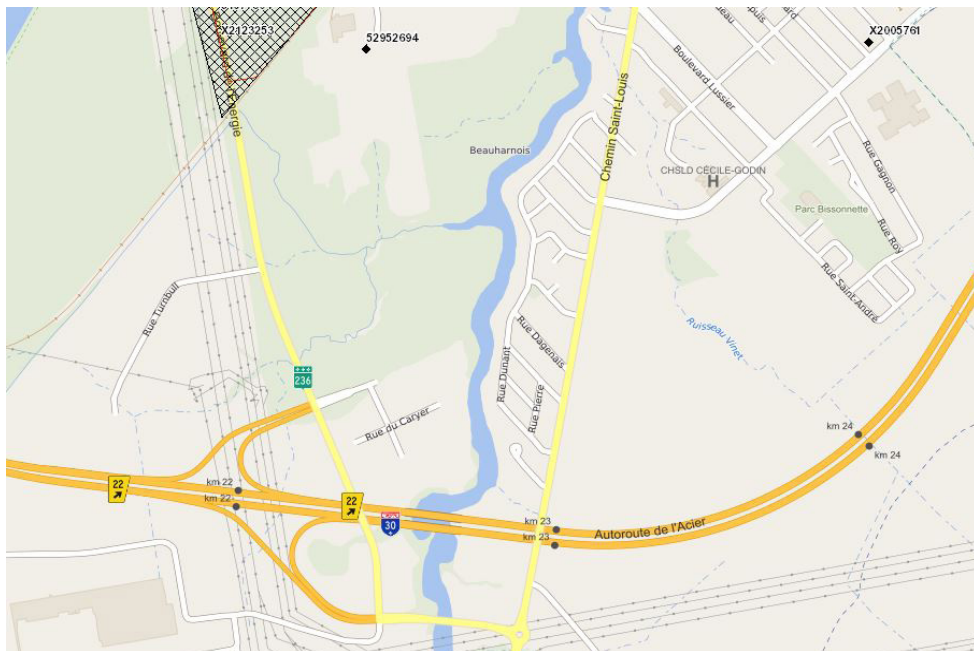 X2123253
52952694
X2005761
Boulevard Lussier
Chemin Saint-Louis
Beauharnois
CHSLD CÉCILE-GODIN
H
Rue Gagnon
Parc Bissonnette
Rue Roy
Rue Saint-André
Rue Turnbull
Ruisseau Vinet
Rue Dagenais
Rue Dunant
236
Rue Pierre
Rue du Caryer
km 24
km 24
22
km 22
km 22
22
30
km 23
km 23
Autoroute de l'Acier